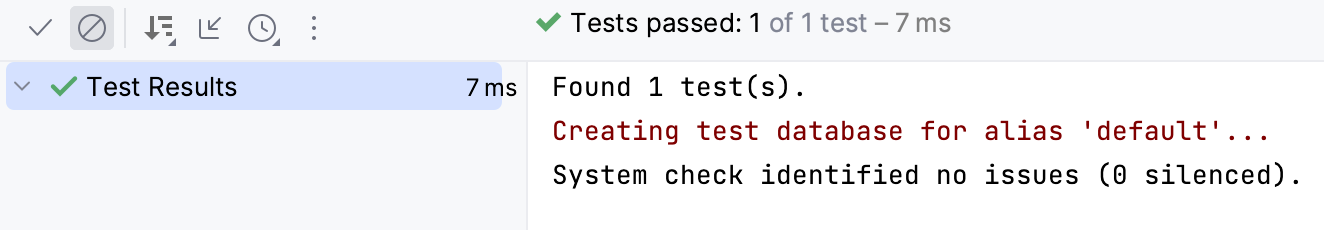 Tests passed: 1 of 1 test – 7 ms
Test Results 7 ms
Found 1 test(s).
Creating test database for alias 'default'...
System check identified no issues (0 silenced).